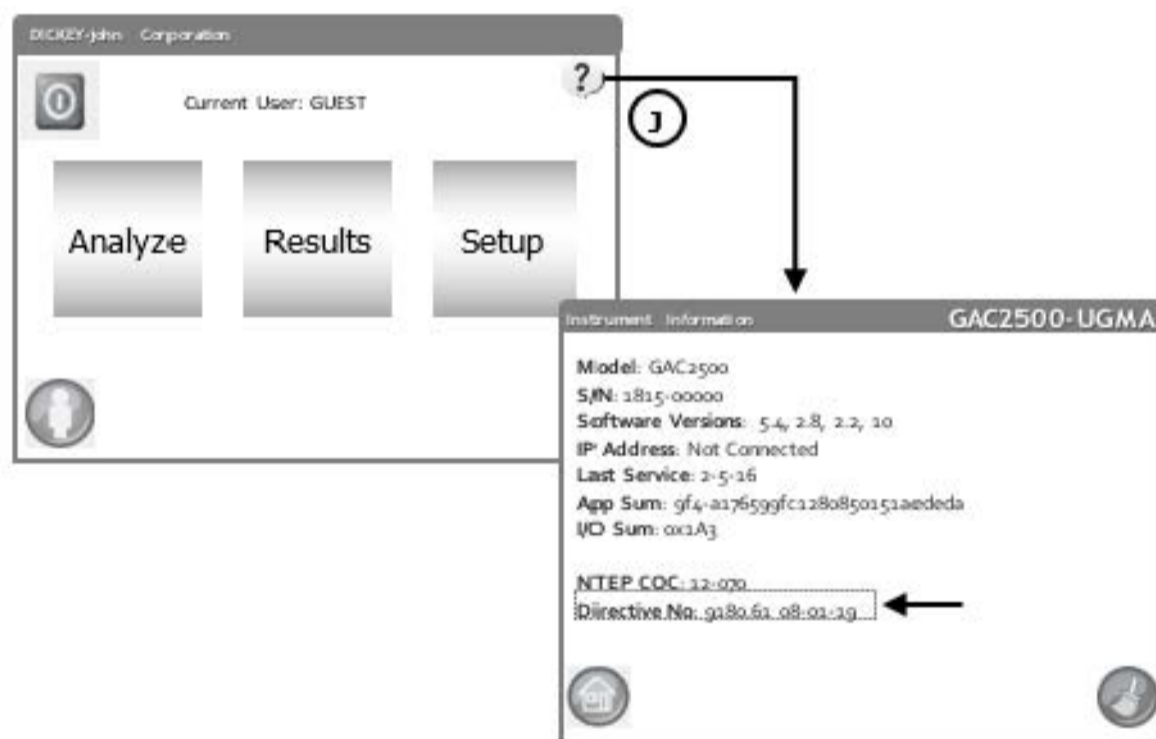 DICKEY-john Corporation
Current User: GUEST
?
J
Analyze Results Setup
Instrument Information GAC2500-UGMA
Model: GAC2500
S/N: 1815-00000
Software Versions: 5.4, 2.8, 2.2, 10
IP Address: Not Connected
Last Service: 2-5-16
App Sum: 9f4-a176599fc1280850151aededa
I/O Sum: 0x1A3
NTEP COC: 12-070
Directive No: 9180.61 08-01-19